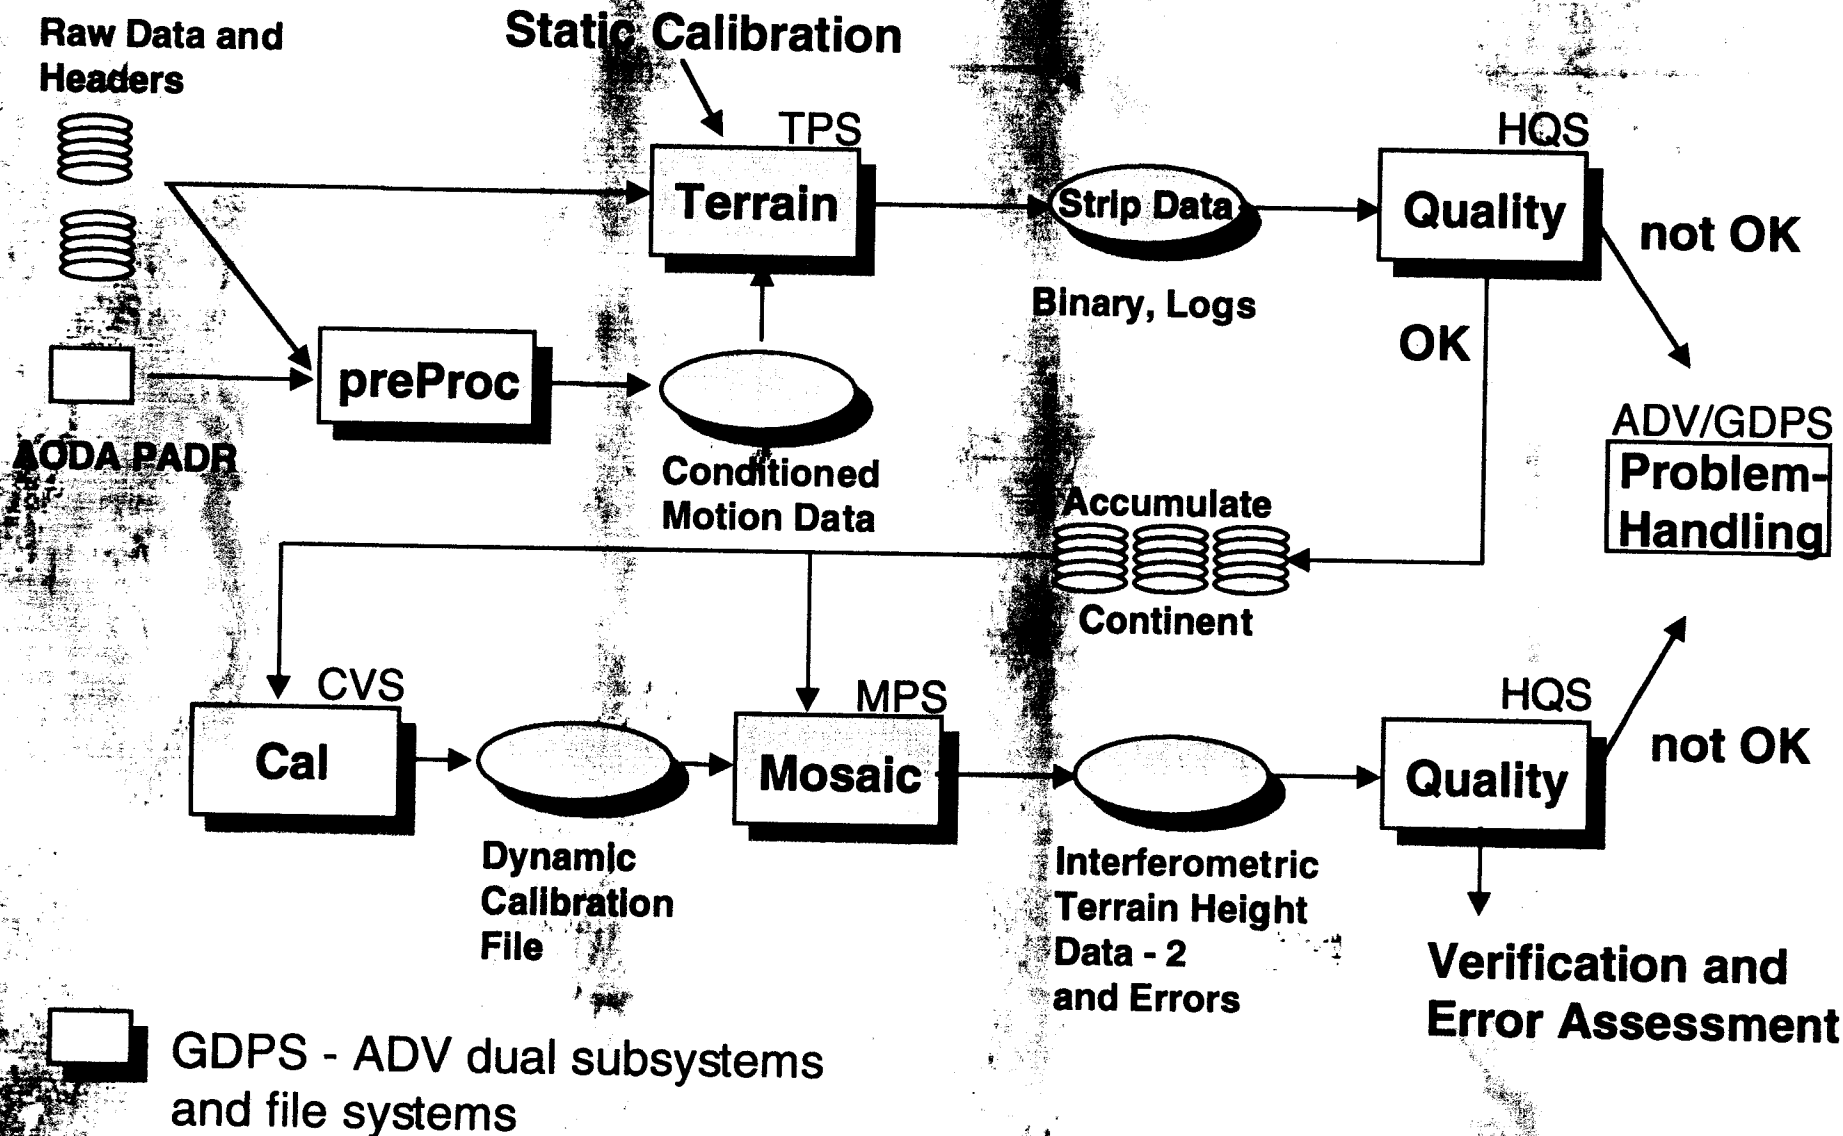 Raw Data and
Headers
Static Calibration
TPS
Terrain
Strip Data
Binary, Logs
HQS
Quality
not OK
OK
preProc
AODA PADR
Conditioned
Motion Data
ADV/GDPS
Problem-
Handling
Accumulate
Continent
CVS
Cal
Dynamic
Calibration
File
MPS
Mosaic
Interferometric
Terrain Height
Data - 2
and Errors
HQS
Quality
not OK
Verification and
Error Assessment
GDPS - ADV dual subsystems
and file systems